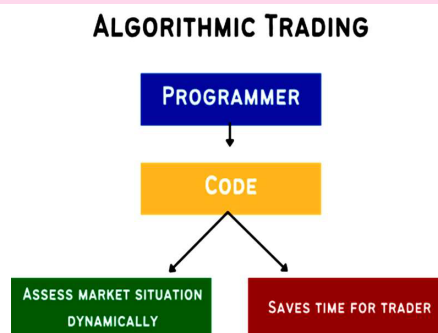 ALGORITHMIC TRADING
PROGRAMMER
CODE
ASSESS MARKET SITUATION
DYNAMICALLY
SAVES TIME FOR TRADER